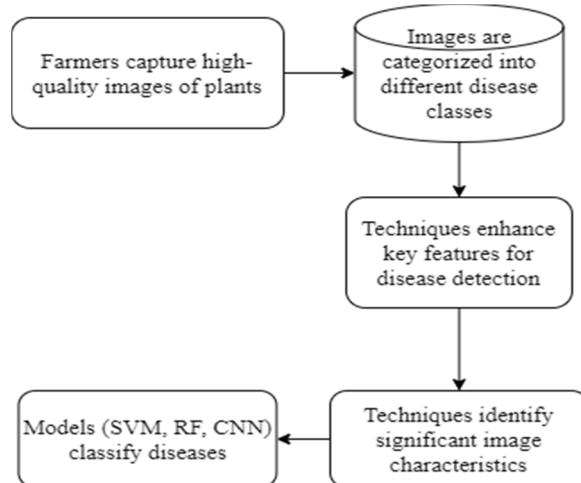 Farmers capture high-
quality images of plants
Images are
categorized into
different disease
classes
Techniques enhance
key features for
disease detection
Techniques identify
significant image
characteristics
Models (SVM, RF, CNN)
classify diseases